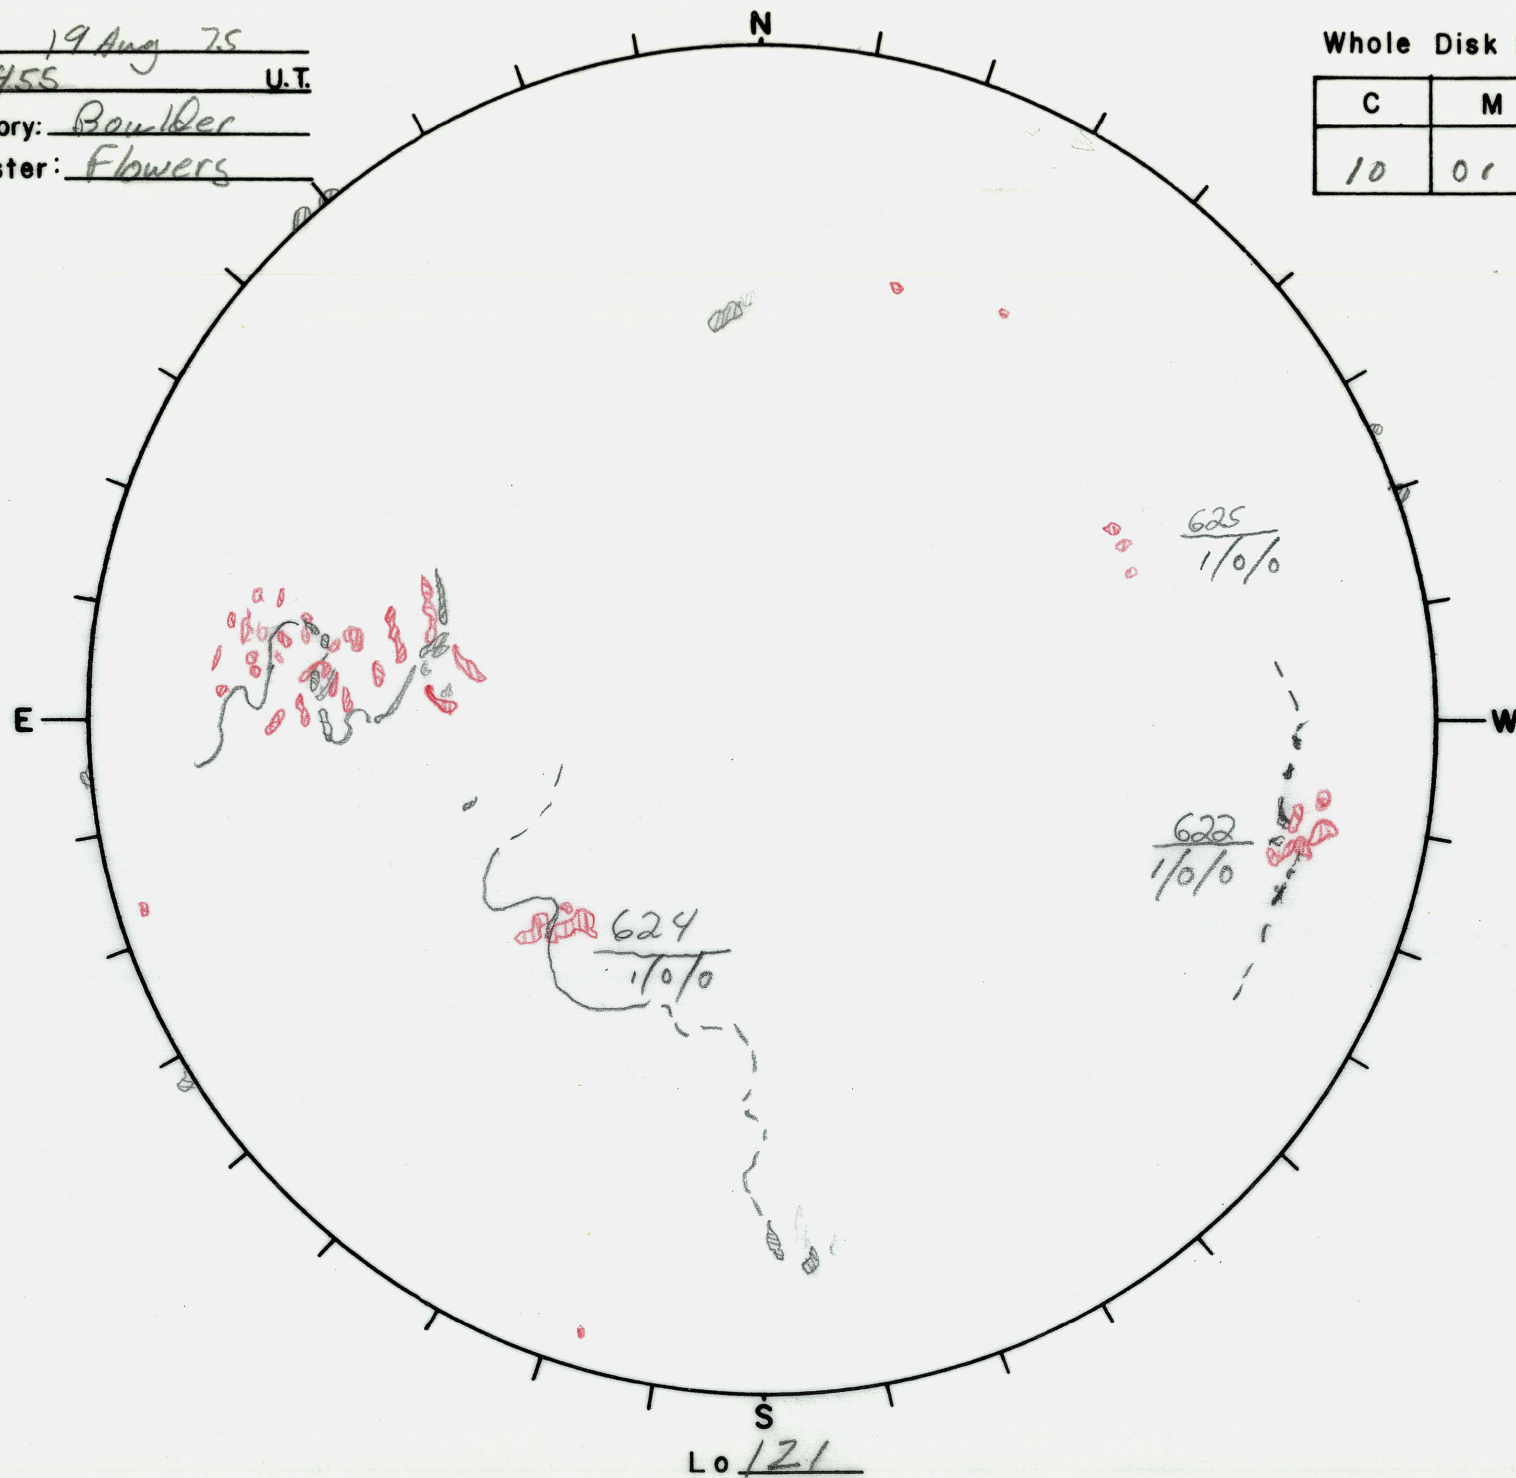 19 Aug 75
455 U.T.
ory: Boulder
ster: Flowers
N
Whole Disk
C M
10 01
625
1/0/0
E
W
622
1/0/0
624
1/0/0
S
Lo 121